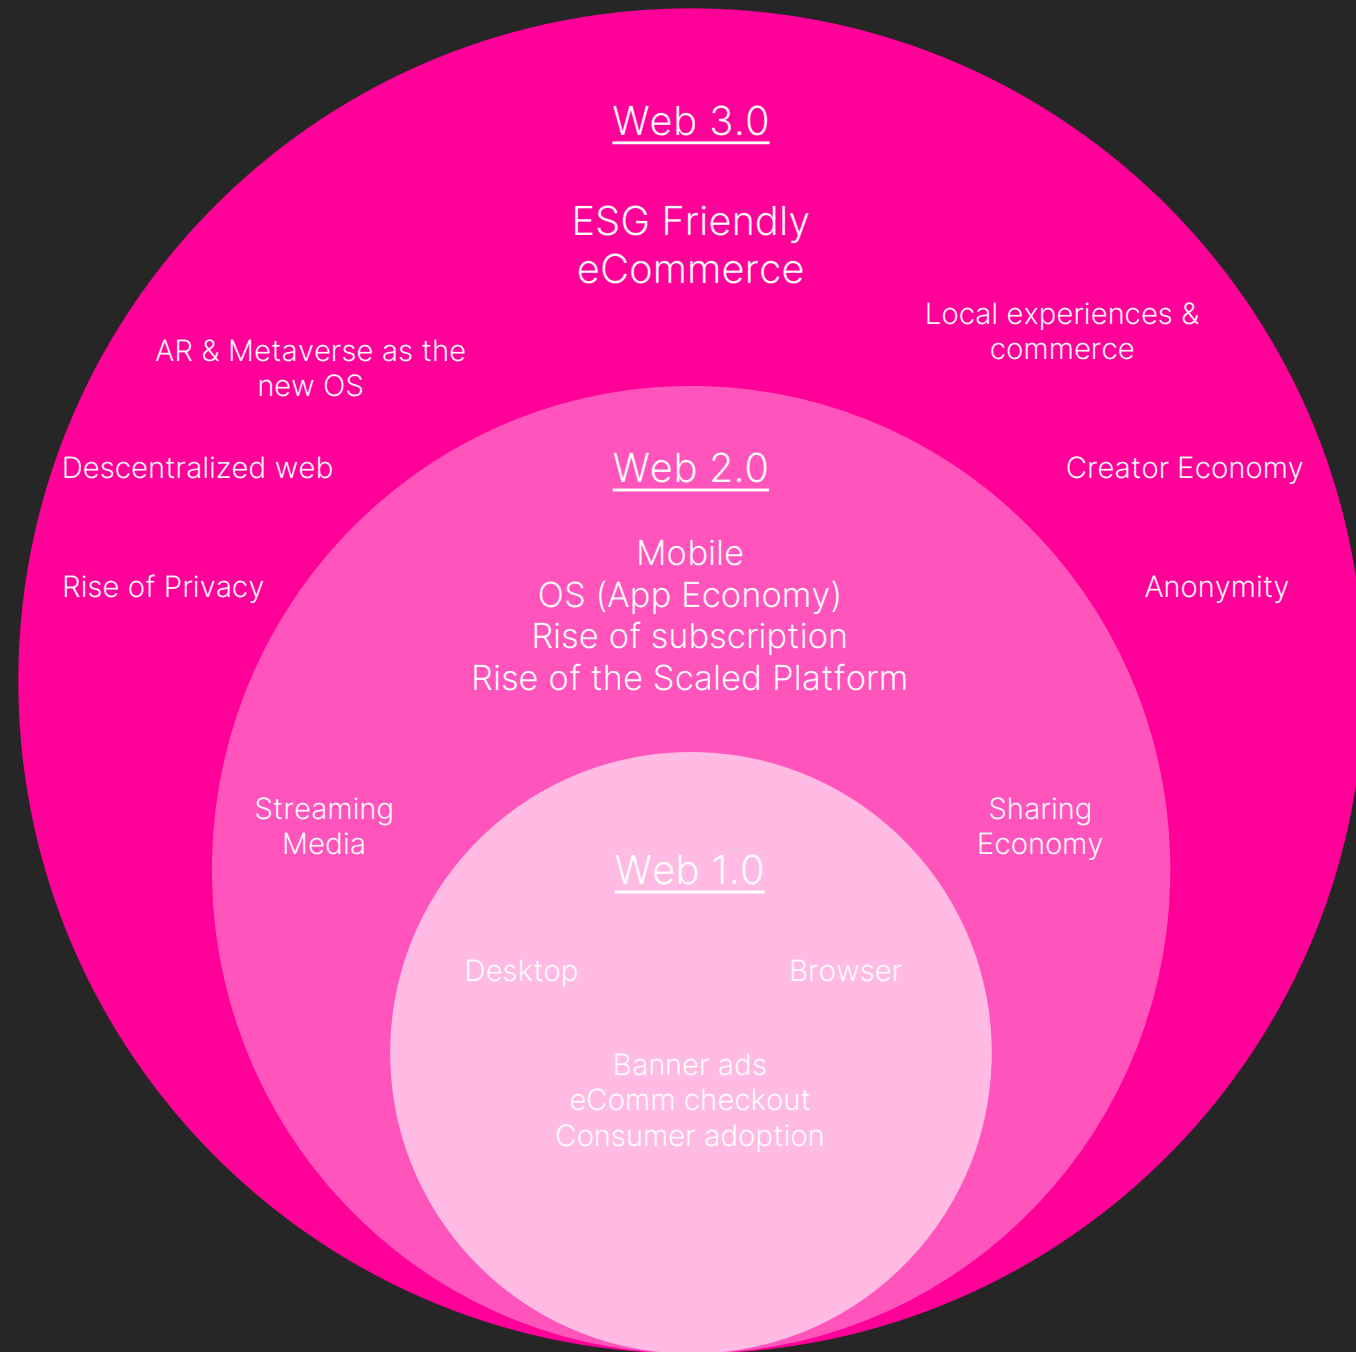 Web 3.0
ESG Friendly
eCommerce
Local experiences &
commerce
AR & Metaverse as the
new OS
Descentralized web
Creator Economy
Rise of Privacy
Anonymity
Web 2.0
Mobile
OS (App Economy)
Rise of subscription
Rise of the Scaled Platform
Streaming
Media
Sharing
Economy
Web 1.0
Desktop
Browser
Banner ads
eComm checkout
Consumer adoption